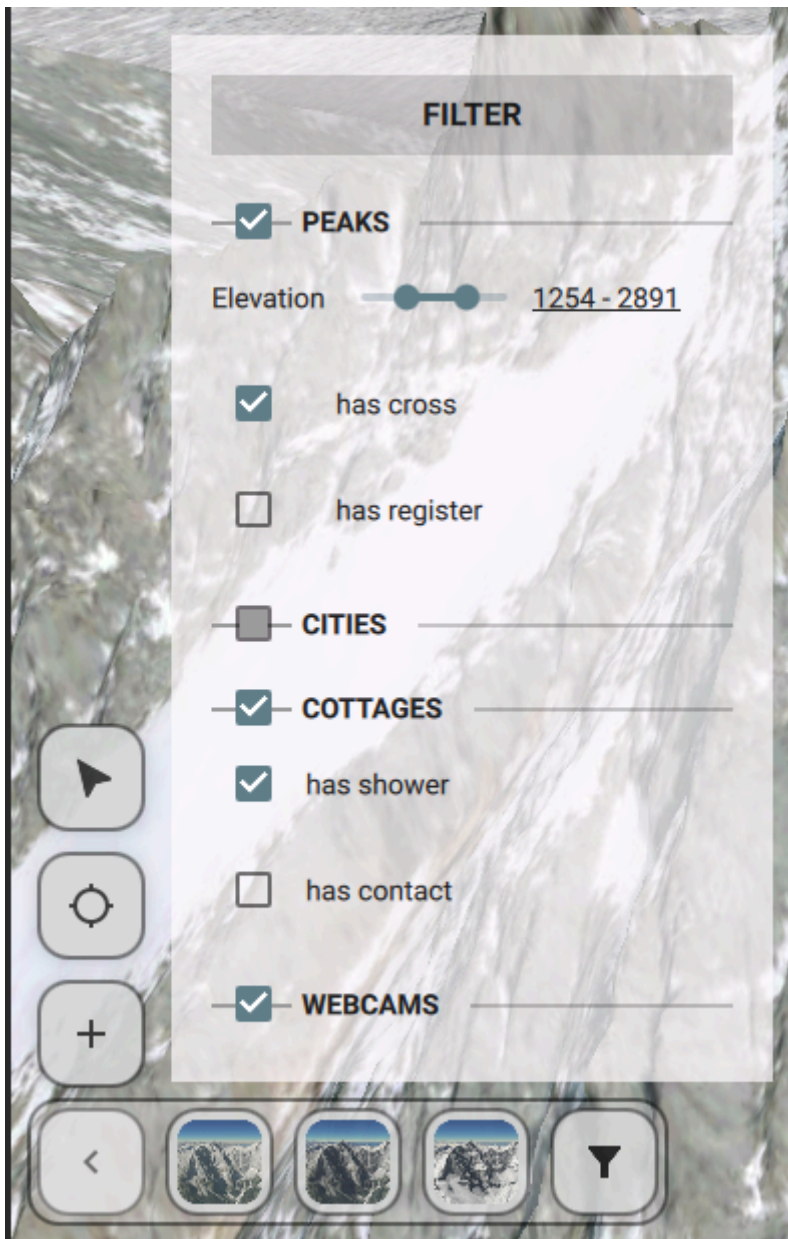 FILTER
PEAKS
Elevation 1254 - 2891
has cross
has register
CITIES
COTTAGES
has shower
has contact
WEBCAMS